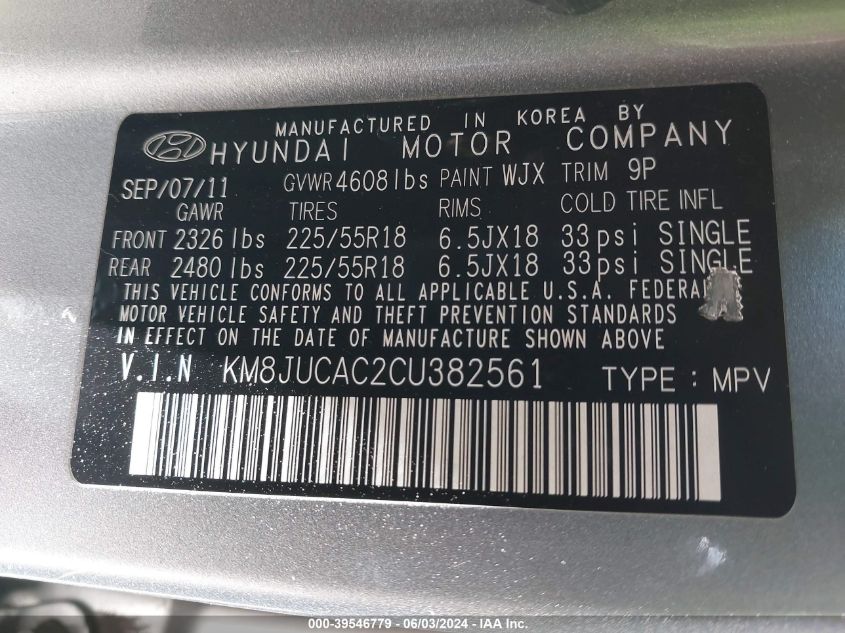 MANUFACTURED IN KOREA BY
HYUNDAI MOTOR COMPANY
SEP/07/11 GVWR 4608lbs PAINT WJX TRIM 9P
GAWR TIRES RIMS COLD TIRE INFL
FRONT 2326 lbs 225/55R18 6.5JX18 33psi SINGLE
REAR 2480 lbs 225/55R18 6.5JX18 33psi SINGLE
THIS VEHICLE CONFORMS TO ALL APPLICABLE U.S.A. FEDERAL
MOTOR VEHICLE SAFETY AND THEFT PREVENTION STANDARDS
IN EFFECT ON THE DATE OF MANUFACTURE SHOWN ABOVE
V.I.N KM8JUCAC2CU382561 TYPE : MPV
000-39546779 - 06/03/2024 - IAA Inc.